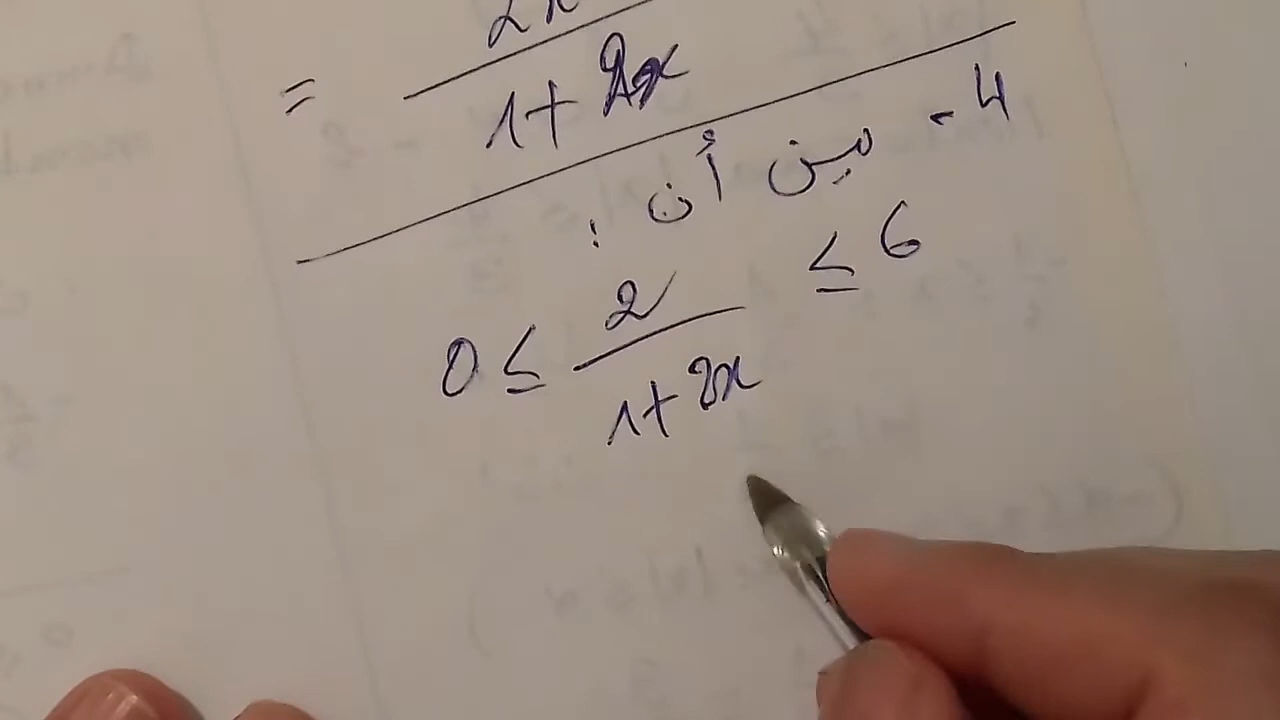 2x
= ―
1+2x
4- بين أن :
0 ≤ 2/(1+2x) ≤ 6